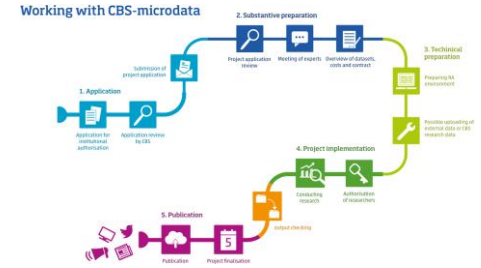 Working with CBS-microdata
2. Substantive preparation
Project application
review
Meeting of experts
Overview of datasets,
costs and contract
3. Techinical
preparation
Submission of
project application
Preparing RA
environment
1. Application
Application for
institutional
authorisation
Application review
by CBS
Possible uploading of
external data or CBS
research data
4. Project implementation
Conducting
research
Authorisation
of researchers
5. Publication
Output checking
5
Publication
Project finalisation